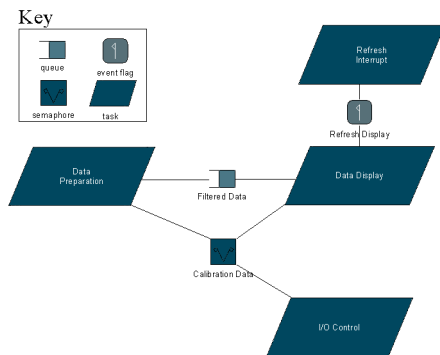 Key
queue
event flag
semaphore
task
Refresh
Interrupt
Refresh Display
Data
Preparation
Filtered Data
Data Display
Calibration Data
I/O Control